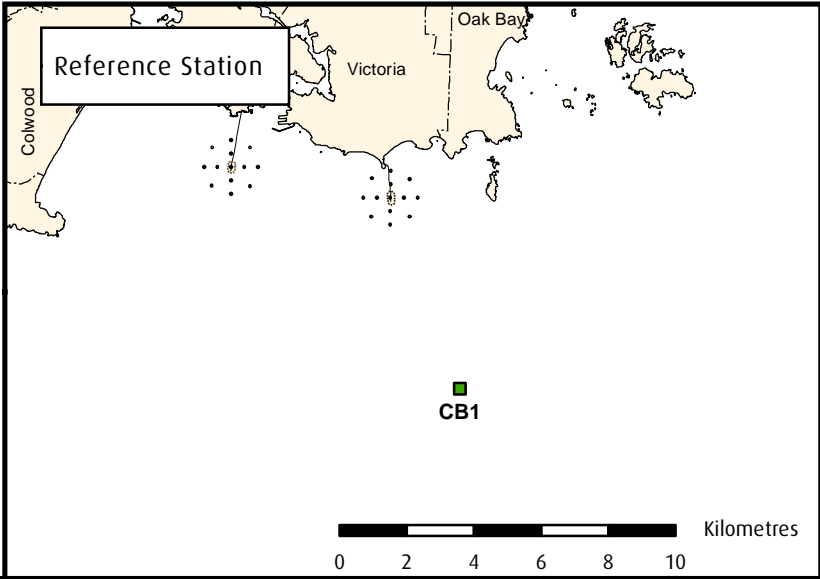 Oak Bay
Reference Station
Victoria
Colwood
CB1
Kilometres
0 2 4 6 8 10